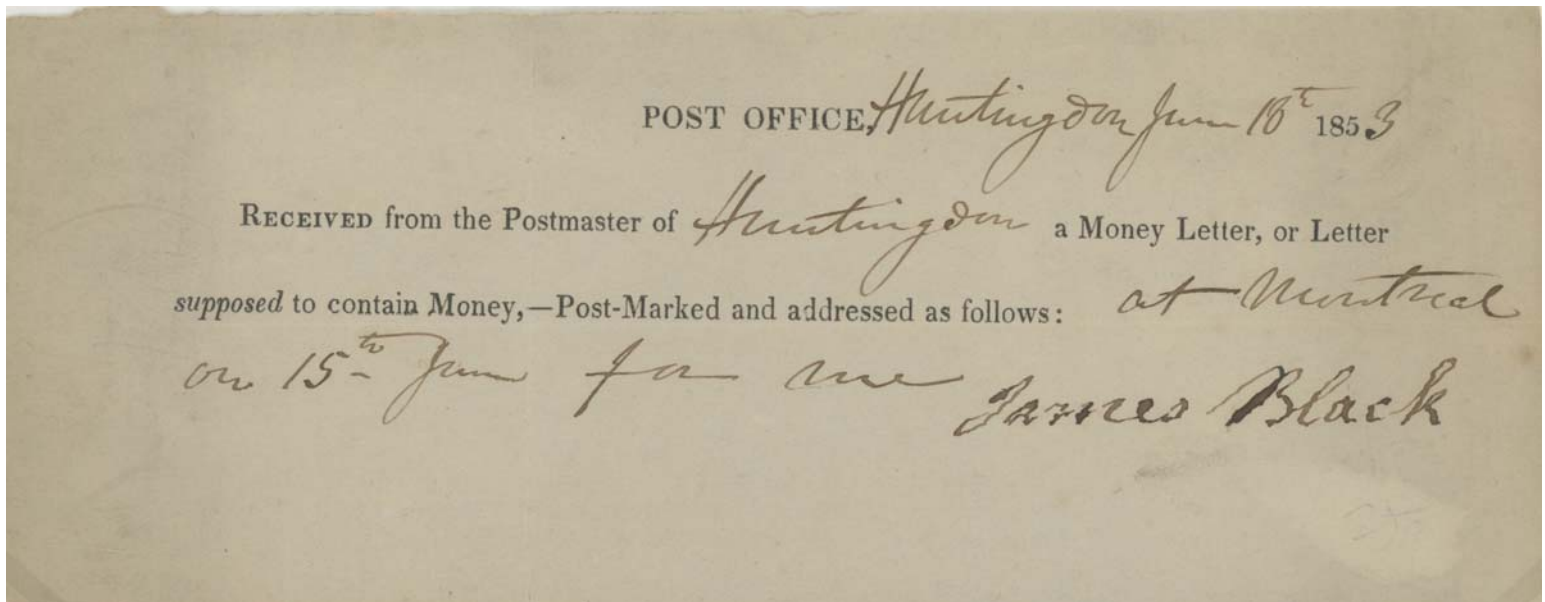 POST OFFICE, Huntingdon June 18th 1853
RECEIVED from the Postmaster of Huntingdon a Money Letter, or Letter
supposed to contain Money,—Post-Marked and addressed as follows: at Montreal
on 15th June for me
James Black